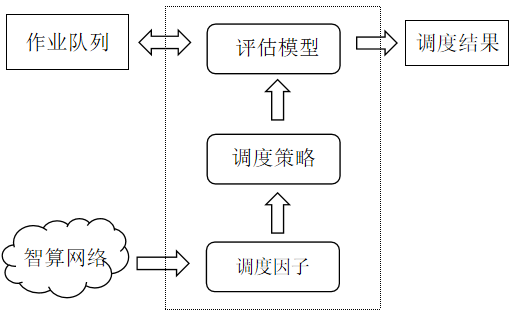 作业队列
评估模型
调度结果
调度策略
智算网络
调度因子